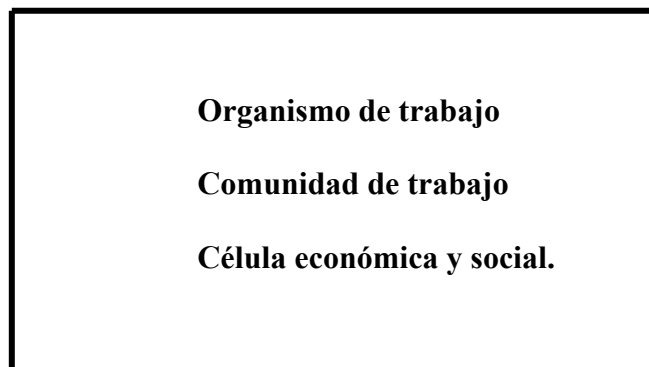 Organismo de trabajo
Comunidad de trabajo
Célula económica y social.